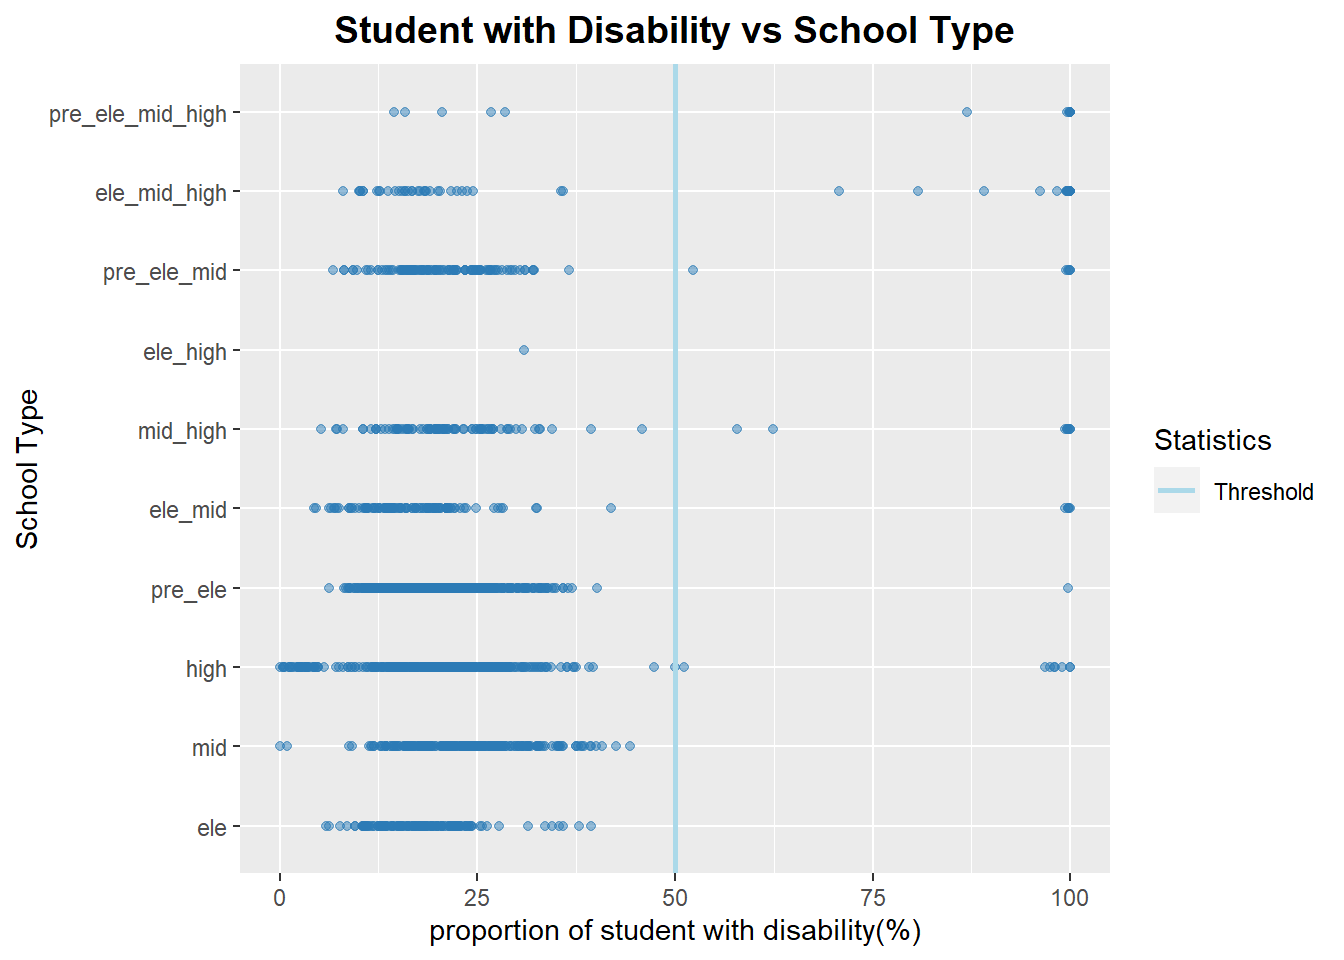 Student with Disability vs School Type
School Type
pre_ele_mid_high
ele_mid_high
pre_ele_mid
ele_high
mid_high
ele_mid
pre_ele
high
mid
ele
0 25 50 75 100
proportion of student with disability(%)
Statistics
Threshold